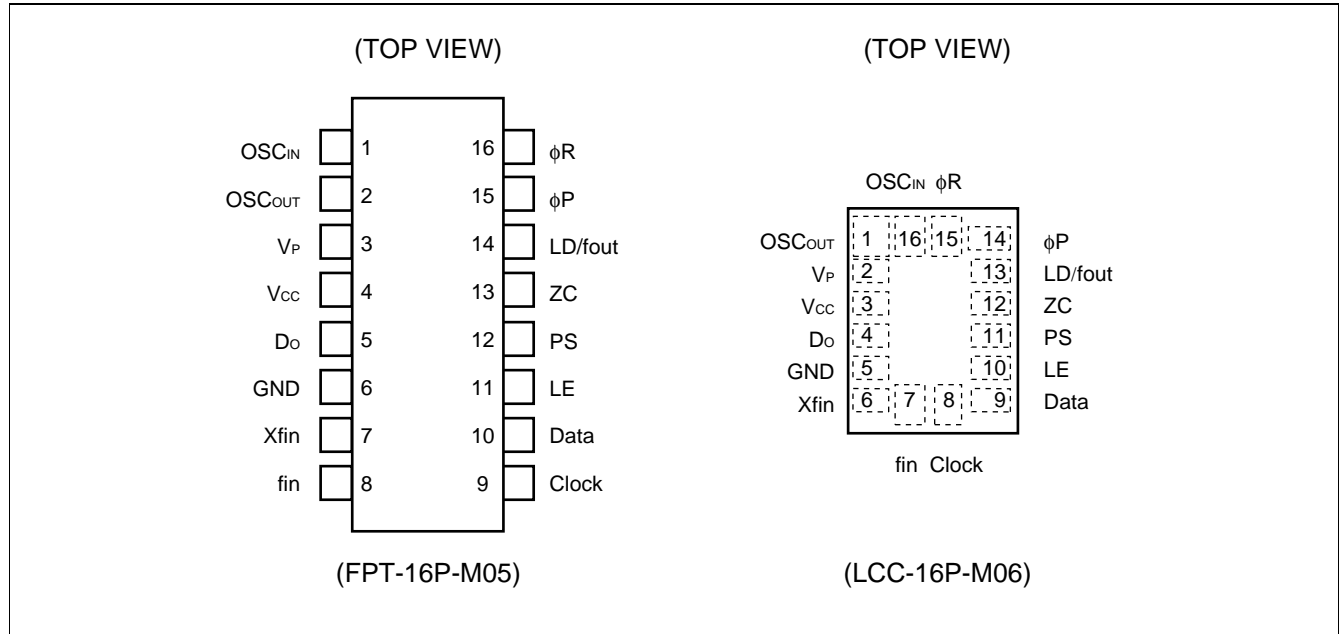 (TOP VIEW)
OSCIN 1 16 ϕR
OSCOUT 2 15 ϕP
VP 3 14 LD/fout
VCC 4 13 ZC
DO 5 12 PS
GND 6 11 LE
Xfin 7 10 Data
fin 8 9 Clock
(FPT-16P-M05)
(TOP VIEW)
OSCIN ϕR
OSCOUT 1 16 15 14 ϕP
VP 2 13 LD/fout
VCC 3 12 ZC
DO 4 11 PS
GND 5 10 LE
Xfin 6 7 8 9 Data
fin Clock
(LCC-16P-M06)